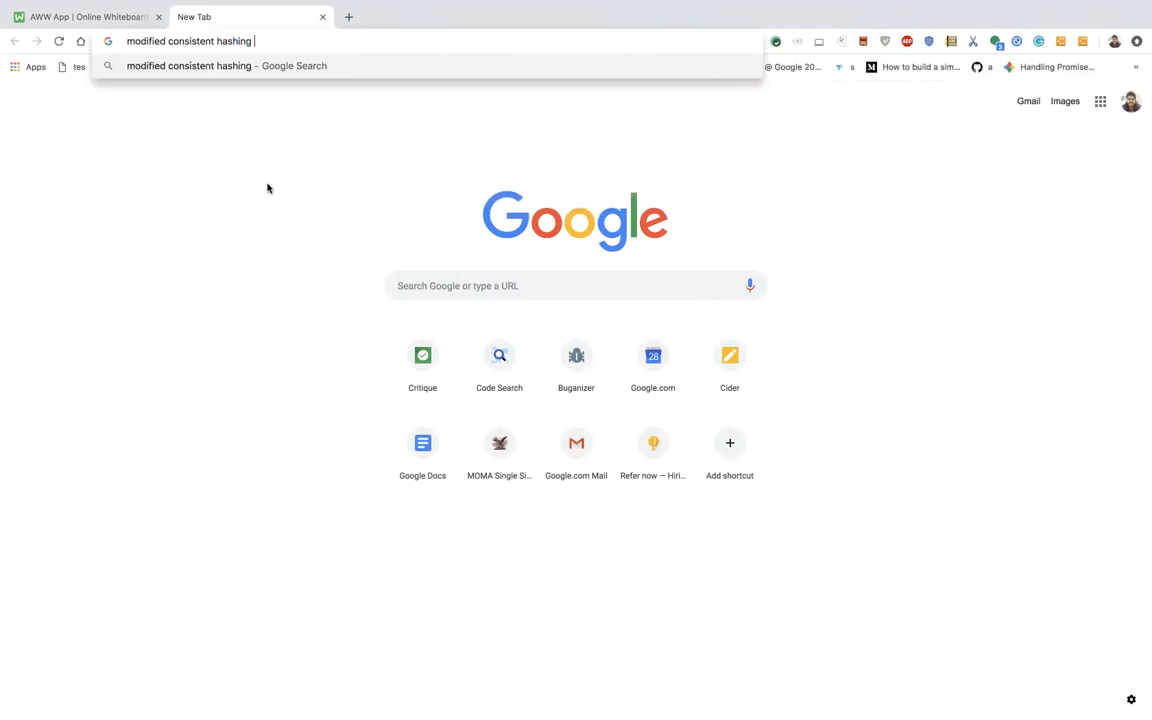 AWW App | Online Whiteboard
New Tab
modified consistent hashing
modified consistent hashing - Google Search
Apps
tes
@ Google 20...
s
How to build a sim...
a
Handling Promise...
»
Gmail
Images
Google
Search Google or type a URL
Critique
Code Search
Buganizer
28
Google.com
Cider
Google Docs
MOMA Single Si...
Google.com Mail
Refer now — Hiri...
Add shortcut